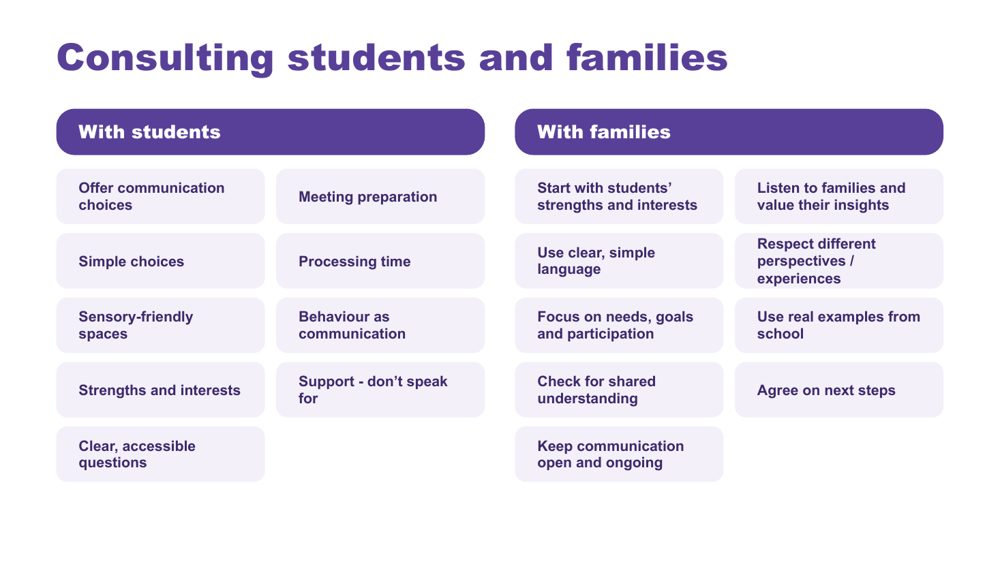 Consulting students and families
With students
Offer communication
choices
Meeting preparation
Simple choices
Processing time
Sensory-friendly
spaces
Behaviour as
communication
Strengths and interests
Support - don’t speak
for
Clear, accessible
questions
With families
Start with students’
strengths and interests
Listen to families and
value their insights
Use clear, simple
language
Respect different
perspectives /
experiences
Focus on needs, goals
and participation
Use real examples from
school
Check for shared
understanding
Agree on next steps
Keep communication
open and ongoing